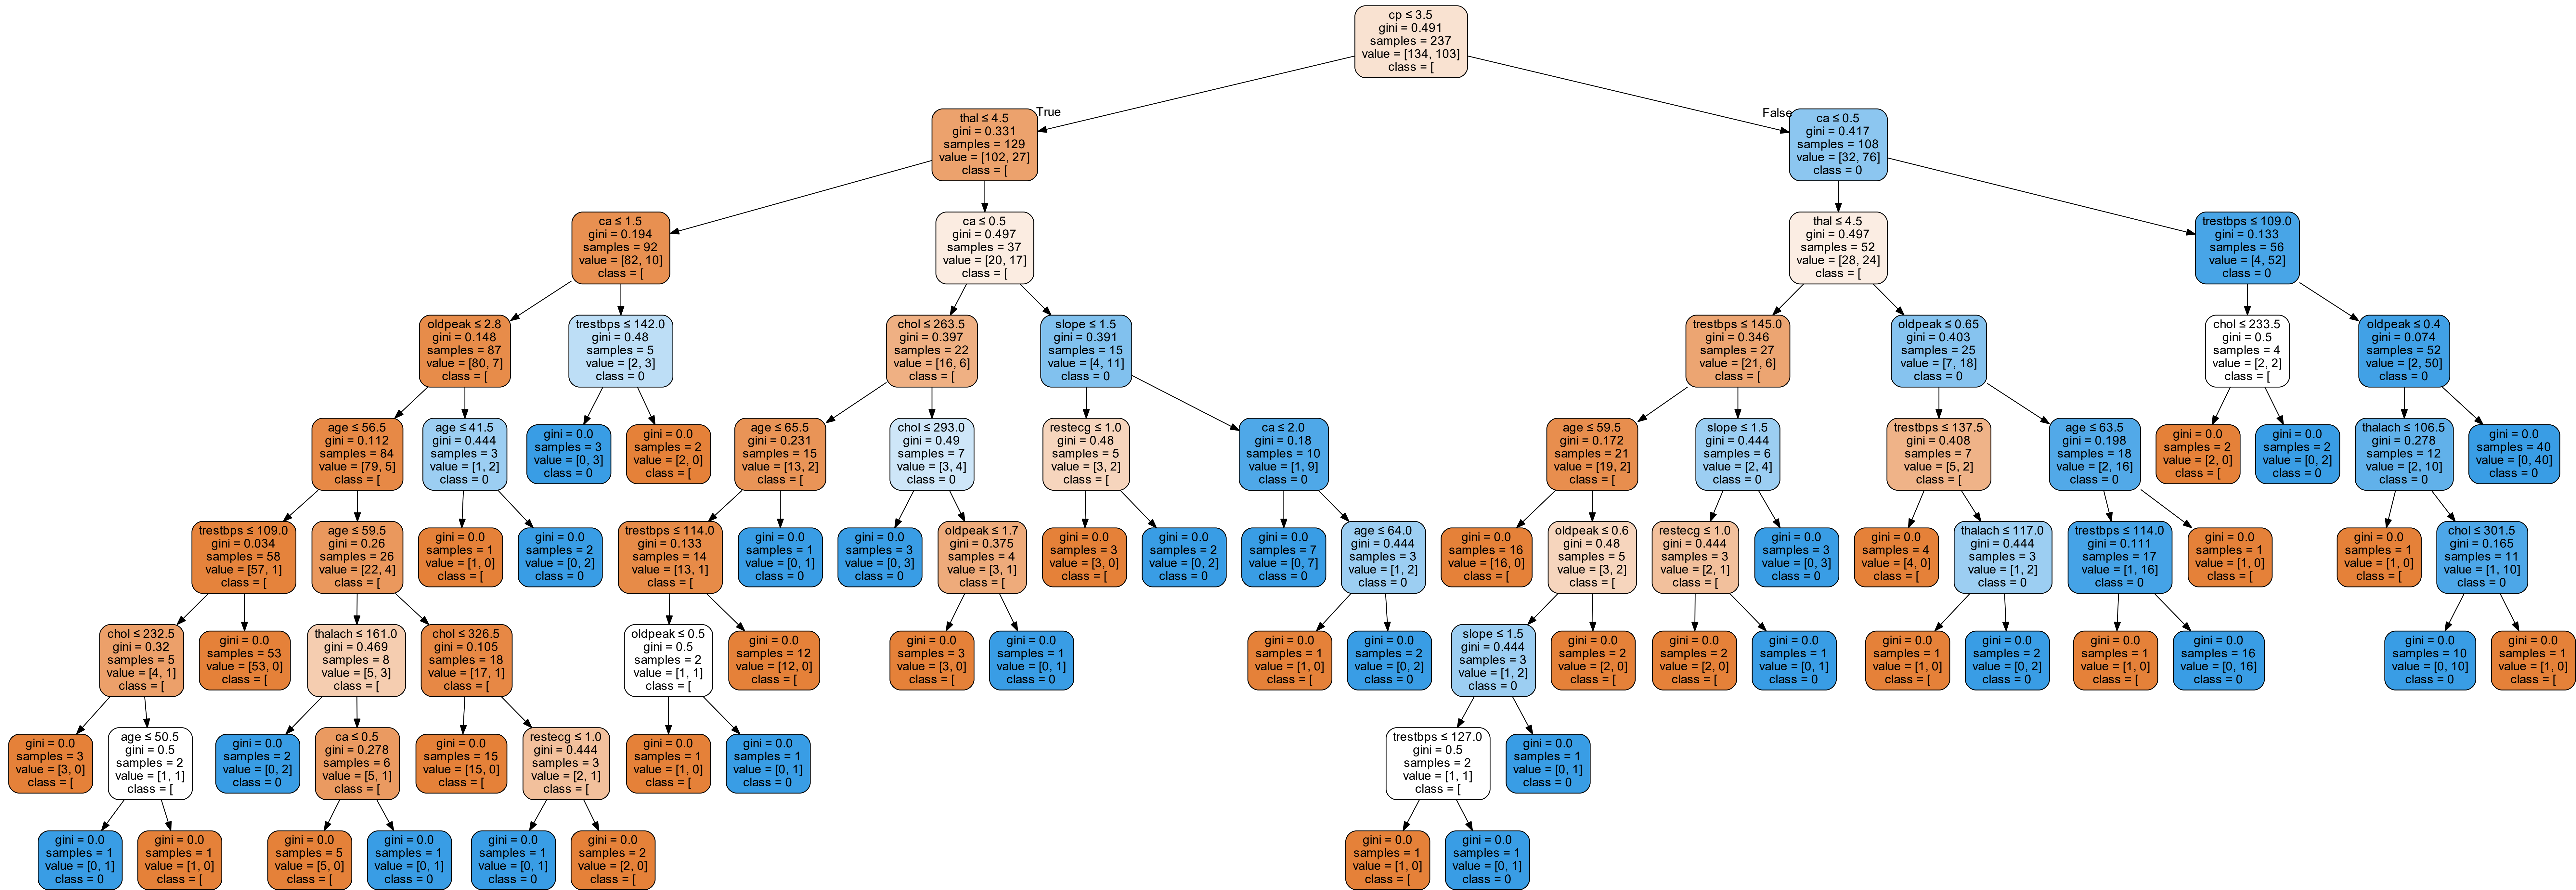 cp ≤ 3.5
gini = 0.491
samples = 237
value = [134, 103]
class = [
True
False
thal ≤ 4.5
gini = 0.331
samples = 129
value = [102, 27]
class = [
ca ≤ 0.5
gini = 0.417
samples = 108
value = [32, 76]
class = 0
ca ≤ 1.5
gini = 0.194
samples = 92
value = [82, 10]
class = [
ca ≤ 0.5
gini = 0.497
samples = 37
value = [20, 17]
class = [
thal ≤ 4.5
gini = 0.497
samples = 52
value = [28, 24]
class = [
trestbps ≤ 109.0
gini = 0.133
samples = 56
value = [4, 52]
class = 0
oldpeak ≤ 2.8
gini = 0.148
samples = 87
value = [80, 7]
class = [
trestbps ≤ 142.0
gini = 0.48
samples = 5
value = [2, 3]
class = 0
chol ≤ 263.5
gini = 0.397
samples = 22
value = [16, 6]
class = [
slope ≤ 1.5
gini = 0.391
samples = 15
value = [4, 11]
class = 0
trestbps ≤ 145.0
gini = 0.346
samples = 27
value = [21, 6]
class = [
oldpeak ≤ 0.65
gini = 0.403
samples = 25
value = [7, 18]
class = 0
chol ≤ 233.5
gini = 0.5
samples = 4
value = [2, 2]
class = [
oldpeak ≤ 0.4
gini = 0.074
samples = 52
value = [2, 50]
class = 0
age ≤ 56.5
gini = 0.112
samples = 84
value = [79, 5]
class = [
age ≤ 41.5
gini = 0.444
samples = 3
value = [1, 2]
class = 0
gini = 0.0
samples = 3
value = [0, 3]
class = 0
gini = 0.0
samples = 2
value = [2, 0]
class = [
age ≤ 65.5
gini = 0.231
samples = 15
value = [13, 2]
class = [
chol ≤ 293.0
gini = 0.49
samples = 7
value = [3, 4]
class = 0
restecg ≤ 1.0
gini = 0.48
samples = 5
value = [3, 2]
class = [
ca ≤ 2.0
gini = 0.18
samples = 10
value = [1, 9]
class = 0
age ≤ 59.5
gini = 0.172
samples = 21
value = [19, 2]
class = [
slope ≤ 1.5
gini = 0.444
samples = 6
value = [2, 4]
class = 0
trestbps ≤ 137.5
gini = 0.408
samples = 7
value = [5, 2]
class = [
age ≤ 63.5
gini = 0.198
samples = 18
value = [2, 16]
class = 0
gini = 0.0
samples = 2
value = [2, 0]
class = [
gini = 0.0
samples = 2
value = [0, 2]
class = 0
thalach ≤ 106.5
gini = 0.278
samples = 12
value = [2, 10]
class = 0
gini = 0.0
samples = 40
value = [0, 40]
class = 0
trestbps ≤ 109.0
gini = 0.034
samples = 58
value = [57, 1]
class = [
age ≤ 59.5
gini = 0.26
samples = 26
value = [22, 4]
class = [
gini = 0.0
samples = 1
value = [1, 0]
class = [
gini = 0.0
samples = 2
value = [0, 2]
class = 0
trestbps ≤ 114.0
gini = 0.133
samples = 14
value = [13, 1]
class = [
gini = 0.0
samples = 1
value = [0, 1]
class = 0
gini = 0.0
samples = 3
value = [0, 3]
class = 0
oldpeak ≤ 1.7
gini = 0.375
samples = 4
value = [3, 1]
class = [
gini = 0.0
samples = 3
value = [3, 0]
class = [
gini = 0.0
samples = 2
value = [0, 2]
class = 0
gini = 0.0
samples = 7
value = [0, 7]
class = 0
age ≤ 64.0
gini = 0.444
samples = 3
value = [1, 2]
class = 0
gini = 0.0
samples = 16
value = [16, 0]
class = [
oldpeak ≤ 0.6
gini = 0.48
samples = 5
value = [3, 2]
class = [
restecg ≤ 1.0
gini = 0.444
samples = 3
value = [2, 1]
class = [
gini = 0.0
samples = 3
value = [0, 3]
class = 0
gini = 0.0
samples = 4
value = [4, 0]
class = [
thalach ≤ 117.0
gini = 0.444
samples = 3
value = [1, 2]
class = 0
trestbps ≤ 114.0
gini = 0.111
samples = 17
value = [1, 16]
class = 0
gini = 0.0
samples = 1
value = [1, 0]
class = [
gini = 0.0
samples = 1
value = [1, 0]
class = [
chol ≤ 301.5
gini = 0.165
samples = 11
value = [1, 10]
class = 0
chol ≤ 232.5
gini = 0.32
samples = 5
value = [4, 1]
class = [
gini = 0.0
samples = 53
value = [53, 0]
class = [
thalach ≤ 161.0
gini = 0.469
samples = 8
value = [5, 3]
class = [
chol ≤ 326.5
gini = 0.105
samples = 18
value = [17, 1]
class = [
oldpeak ≤ 0.5
gini = 0.5
samples = 2
value = [1, 1]
class = [
gini = 0.0
samples = 12
value = [12, 0]
class = [
gini = 0.0
samples = 3
value = [3, 0]
class = [
gini = 0.0
samples = 1
value = [0, 1]
class = 0
gini = 0.0
samples = 1
value = [1, 0]
class = [
gini = 0.0
samples = 2
value = [0, 2]
class = 0
slope ≤ 1.5
gini = 0.444
samples = 3
value = [1, 2]
class = 0
gini = 0.0
samples = 2
value = [2, 0]
class = [
gini = 0.0
samples = 2
value = [2, 0]
class = [
gini = 0.0
samples = 1
value = [0, 1]
class = 0
gini = 0.0
samples = 1
value = [1, 0]
class = [
gini = 0.0
samples = 2
value = [0, 2]
class = 0
gini = 0.0
samples = 1
value = [1, 0]
class = [
gini = 0.0
samples = 16
value = [0, 16]
class = 0
gini = 0.0
samples = 10
value = [0, 10]
class = 0
gini = 0.0
samples = 1
value = [1, 0]
class = [
gini = 0.0
samples = 3
value = [3, 0]
class = [
age ≤ 50.5
gini = 0.5
samples = 2
value = [1, 1]
class = [
gini = 0.0
samples = 2
value = [0, 2]
class = 0
ca ≤ 0.5
gini = 0.278
samples = 6
value = [5, 1]
class = [
gini = 0.0
samples = 15
value = [15, 0]
class = [
restecg ≤ 1.0
gini = 0.444
samples = 3
value = [2, 1]
class = [
gini = 0.0
samples = 1
value = [1, 0]
class = [
gini = 0.0
samples = 1
value = [0, 1]
class = 0
trestbps ≤ 127.0
gini = 0.5
samples = 2
value = [1, 1]
class = [
gini = 0.0
samples = 1
value = [0, 1]
class = 0
gini = 0.0
samples = 1
value = [0, 1]
class = 0
gini = 0.0
samples = 1
value = [1, 0]
class = [
gini = 0.0
samples = 5
value = [5, 0]
class = [
gini = 0.0
samples = 1
value = [0, 1]
class = 0
gini = 0.0
samples = 1
value = [0, 1]
class = 0
gini = 0.0
samples = 2
value = [2, 0]
class = [
gini = 0.0
samples = 1
value = [1, 0]
class = [
gini = 0.0
samples = 1
value = [0, 1]
class = 0